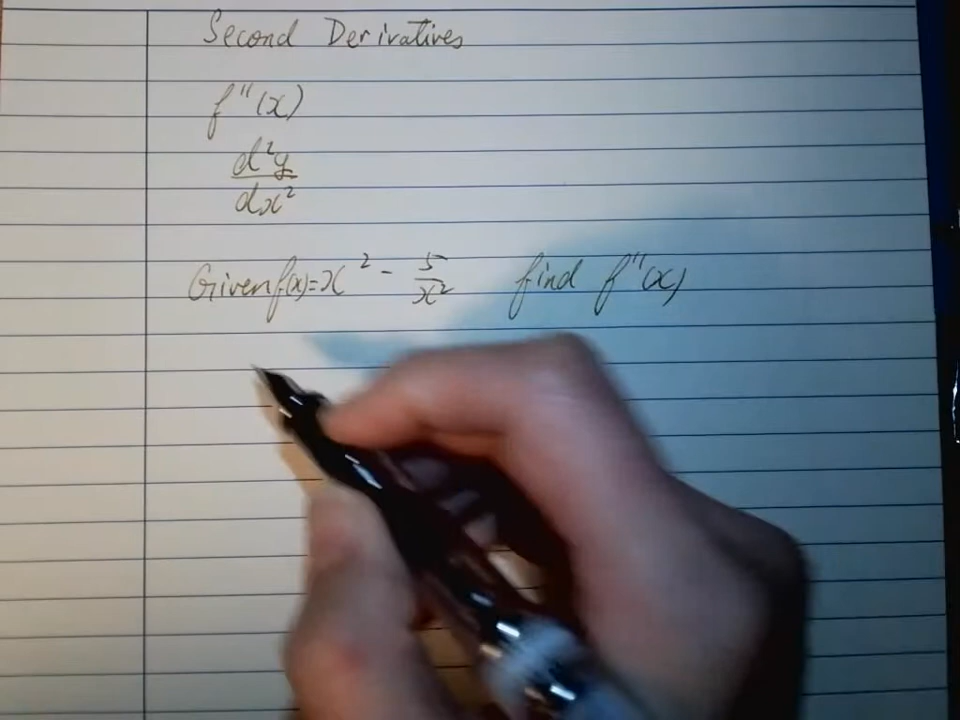 Second Derivatives
f''(x)
d²y
dx²
Given f(x)=x² - 5/x² find f''(x)